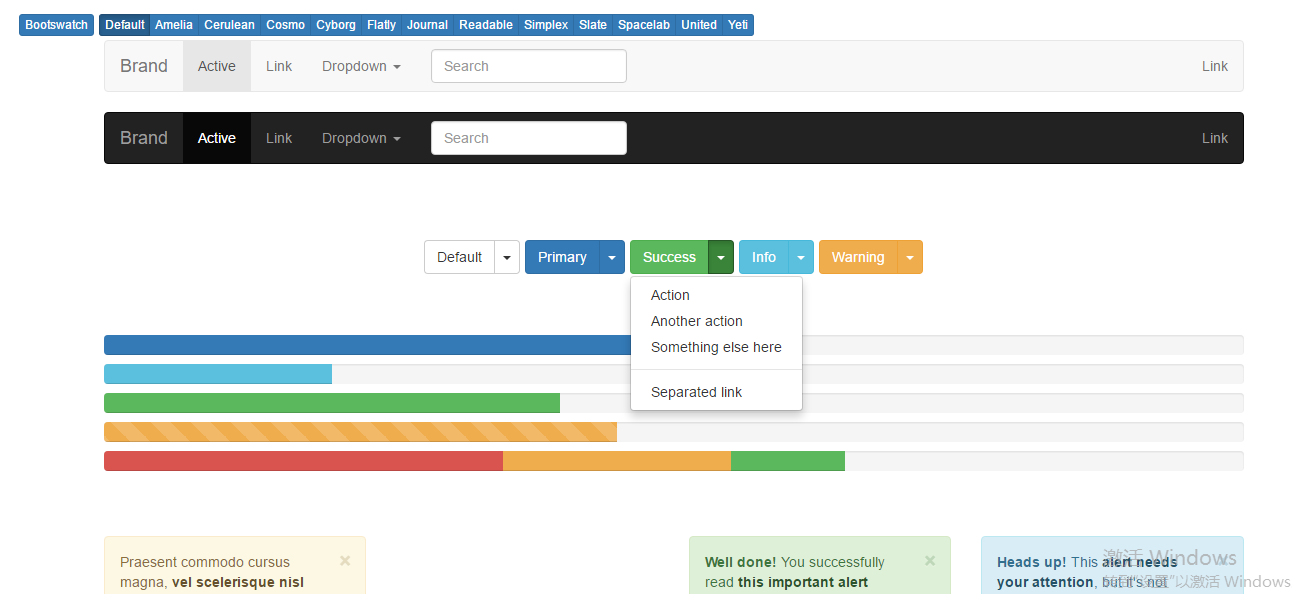 Bootswatch Default Amelia Cerulean Cosmo Cyborg Flatly Journal Readable Simplex Slate Spacelab United Yeti
Brand Active Link Dropdown Search Link
Brand Active Link Dropdown Search Link
Default Primary Success Info Warning
Action
Another action
Something else here
Separated link
Praesent commodo cursus
magna, vel scelerisque nisl
×
Well done! You successfully
read this important alert
×
Heads up! This alert needs
your attention, but it's not
×
激活 Windows
转到"设置"以激活 Windows